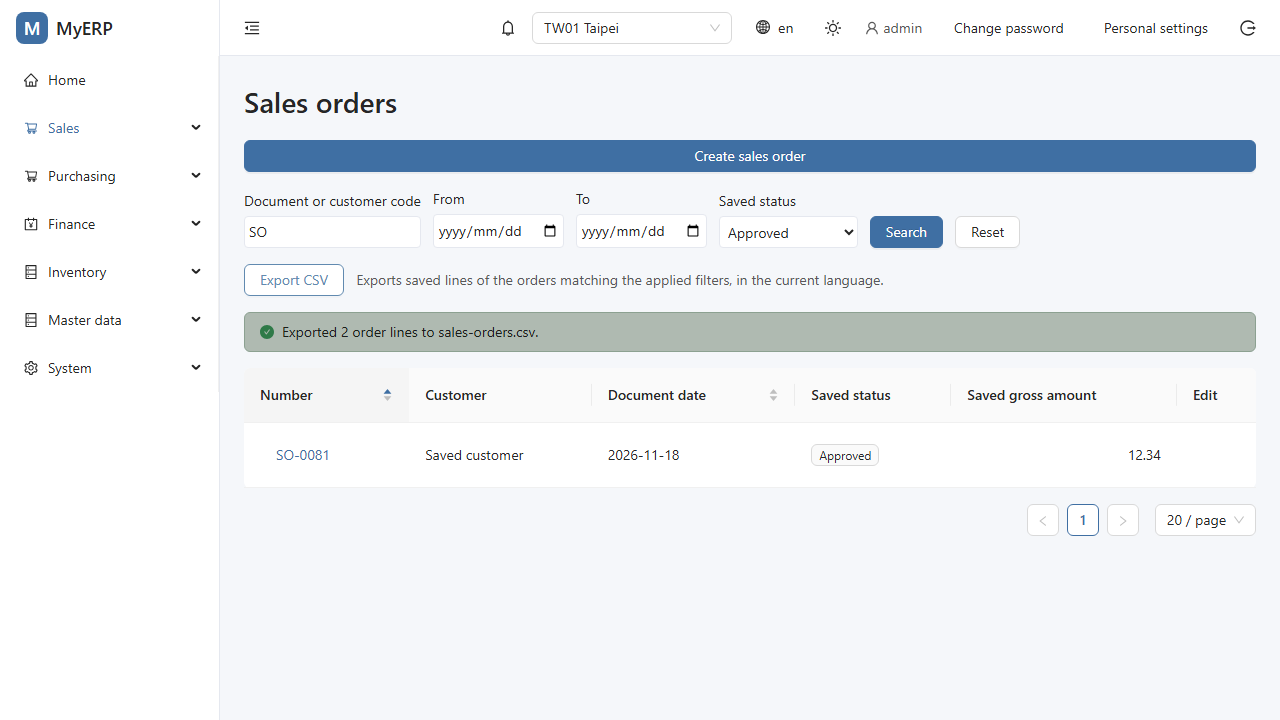 M MyERP
TW01 Taipei
en
admin
Change password
Personal settings
Home
Sales
Purchasing
Finance
Inventory
Master data
System
Sales orders
Create sales order
Document or customer code
From
To
Saved status
SO
yyyy/mm/dd
yyyy/mm/dd
Approved
Search
Reset
Export CSV
Exports saved lines of the orders matching the applied filters, in the current language.
Exported 2 order lines to sales-orders.csv.
Number Customer Document date Saved status Saved gross amount Edit
SO-0081 Saved customer 2026-11-18 Approved 12.34
< 1 > 20 / page